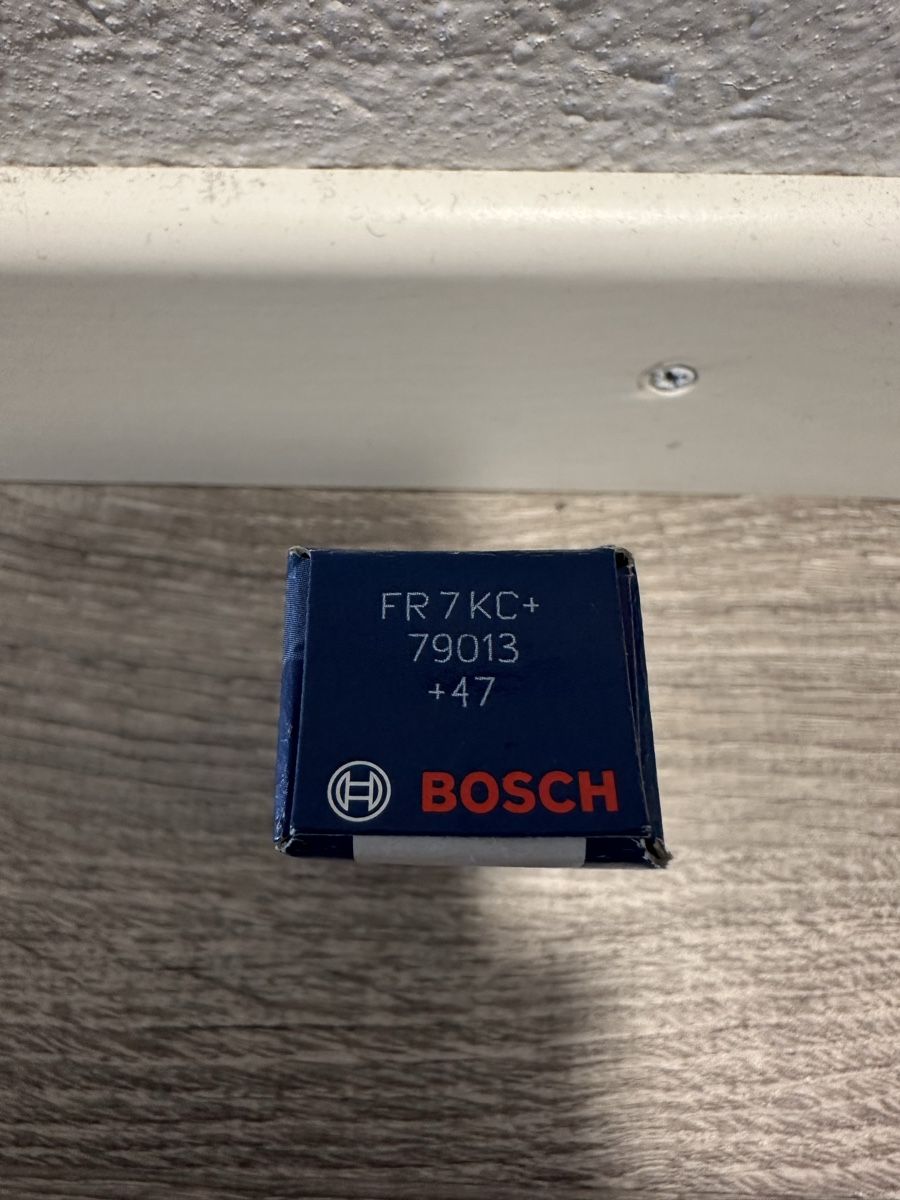 FR 7 KC+
79013
+47
BOSCH